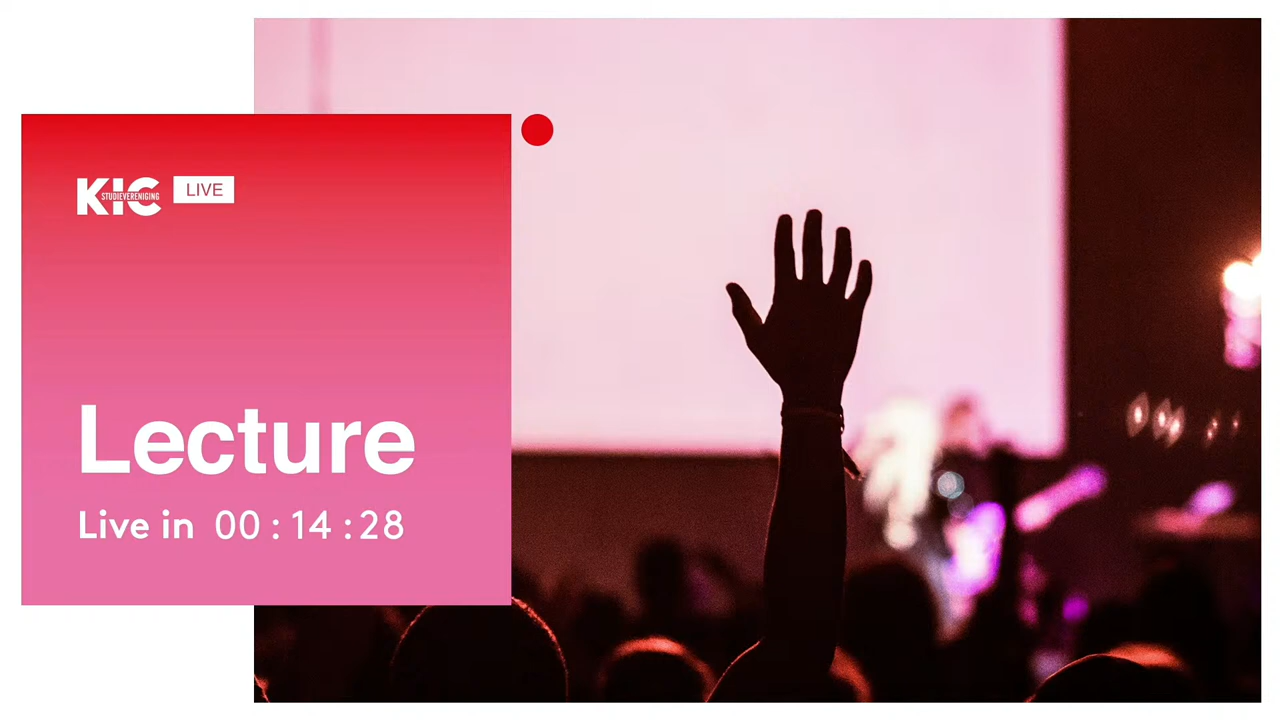 KIC
STUDIEVERENIGING
LIVE
Lecture
Live in 00 : 14 : 28